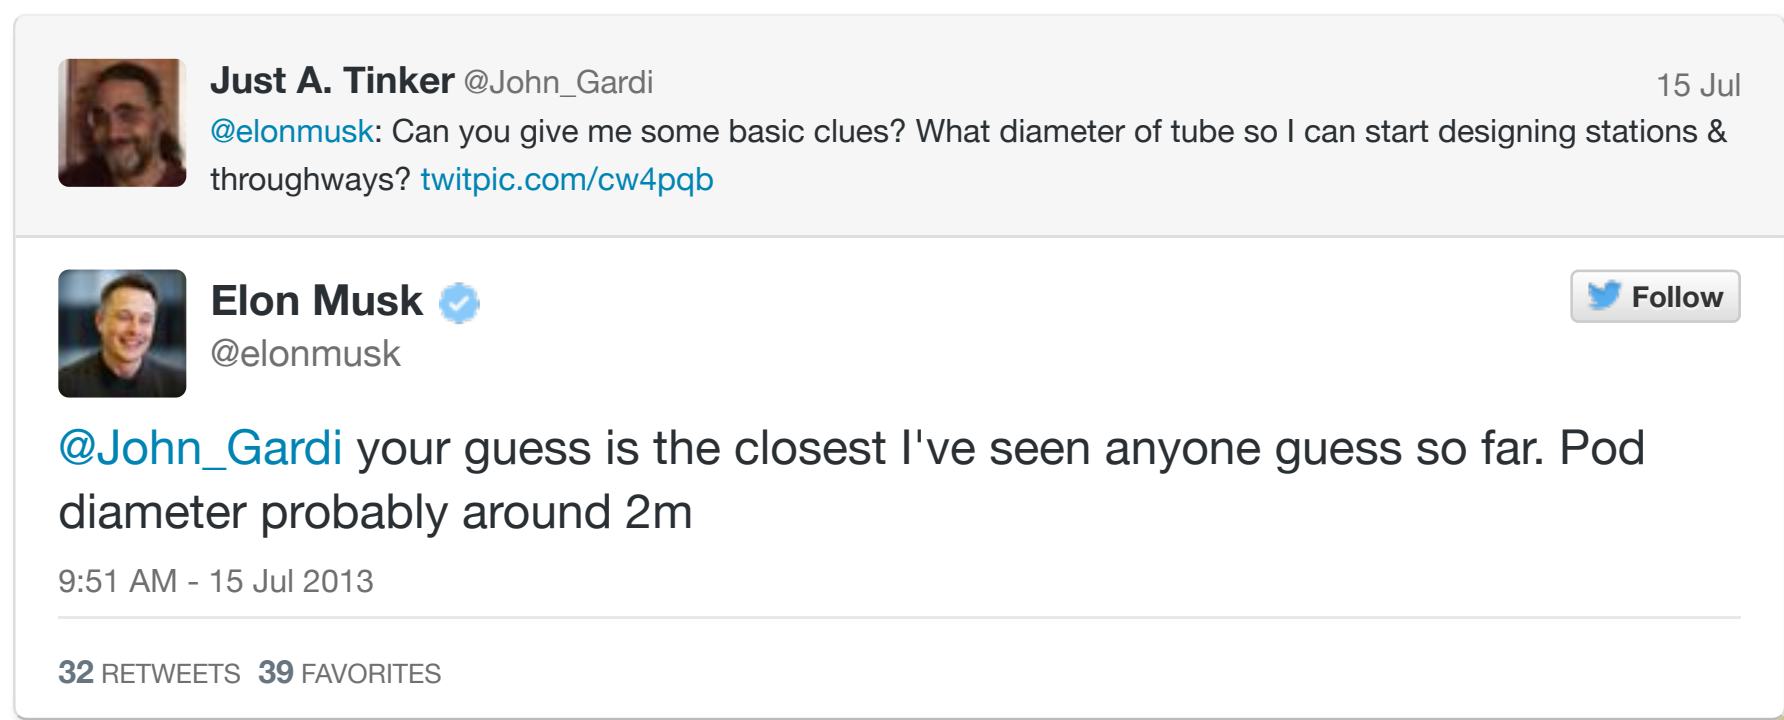 Just A. Tinker @John_Gardi 15 Jul
@elonmusk: Can you give me some basic clues? What diameter of tube so I can start designing stations &
throughways? twitpic.com/cw4pqb
Elon Musk
Follow
@elonmusk
@John_Gardi your guess is the closest I've seen anyone guess so far. Pod
diameter probably around 2m
9:51 AM - 15 Jul 2013
32 RETWEETS 39 FAVORITES